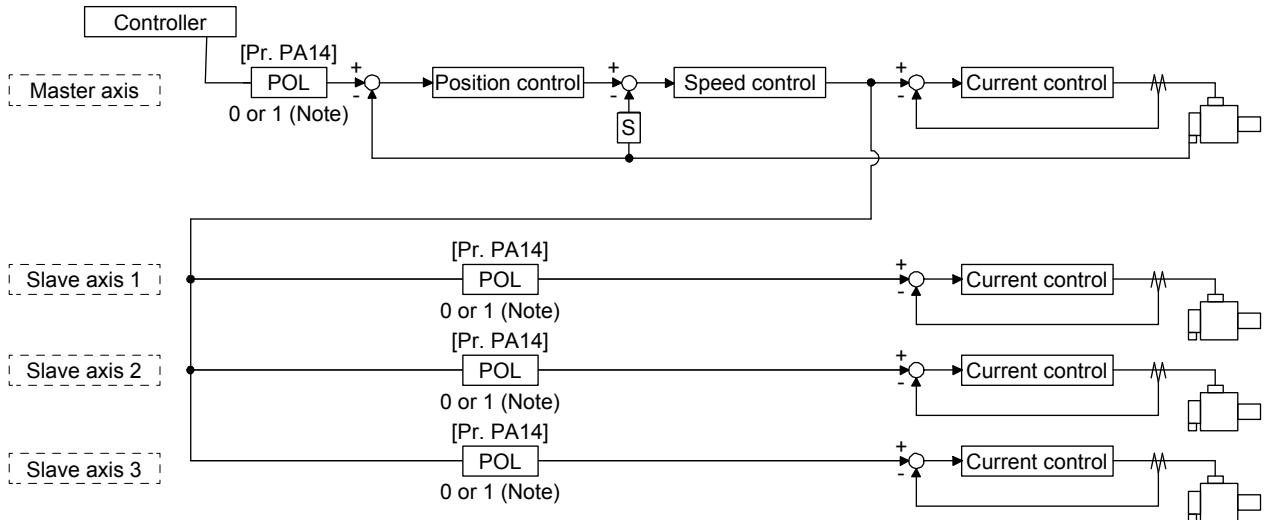 Controller
[Pr. PA14]
Master axis
POL
+
-
Position control
+
-
Speed control
+
-
Current control
0 or 1 (Note)
S
[Pr. PA14]
Slave axis 1
POL
+
-
Current control
0 or 1 (Note)
[Pr. PA14]
Slave axis 2
POL
+
-
Current control
0 or 1 (Note)
[Pr. PA14]
Slave axis 3
POL
+
-
Current control
0 or 1 (Note)